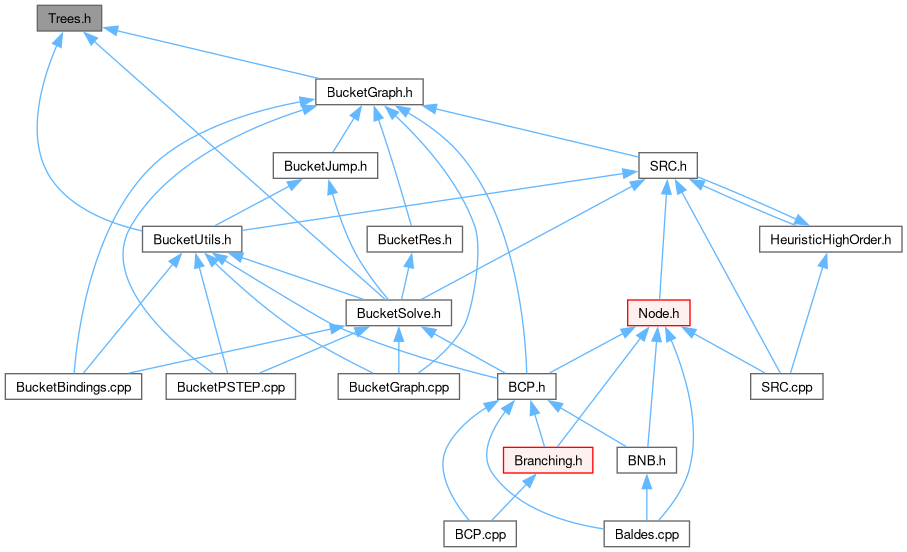 Trees.h
BucketGraph.h
BucketJump.h
SRC.h
BucketUtils.h
BucketRes.h
HeuristicHighOrder.h
BucketSolve.h
Node.h
BucketBindings.cpp
BucketPSTEP.cpp
BucketGraph.cpp
BCP.h
SRC.cpp
Branching.h
BNB.h
BCP.cpp
Baldes.cpp